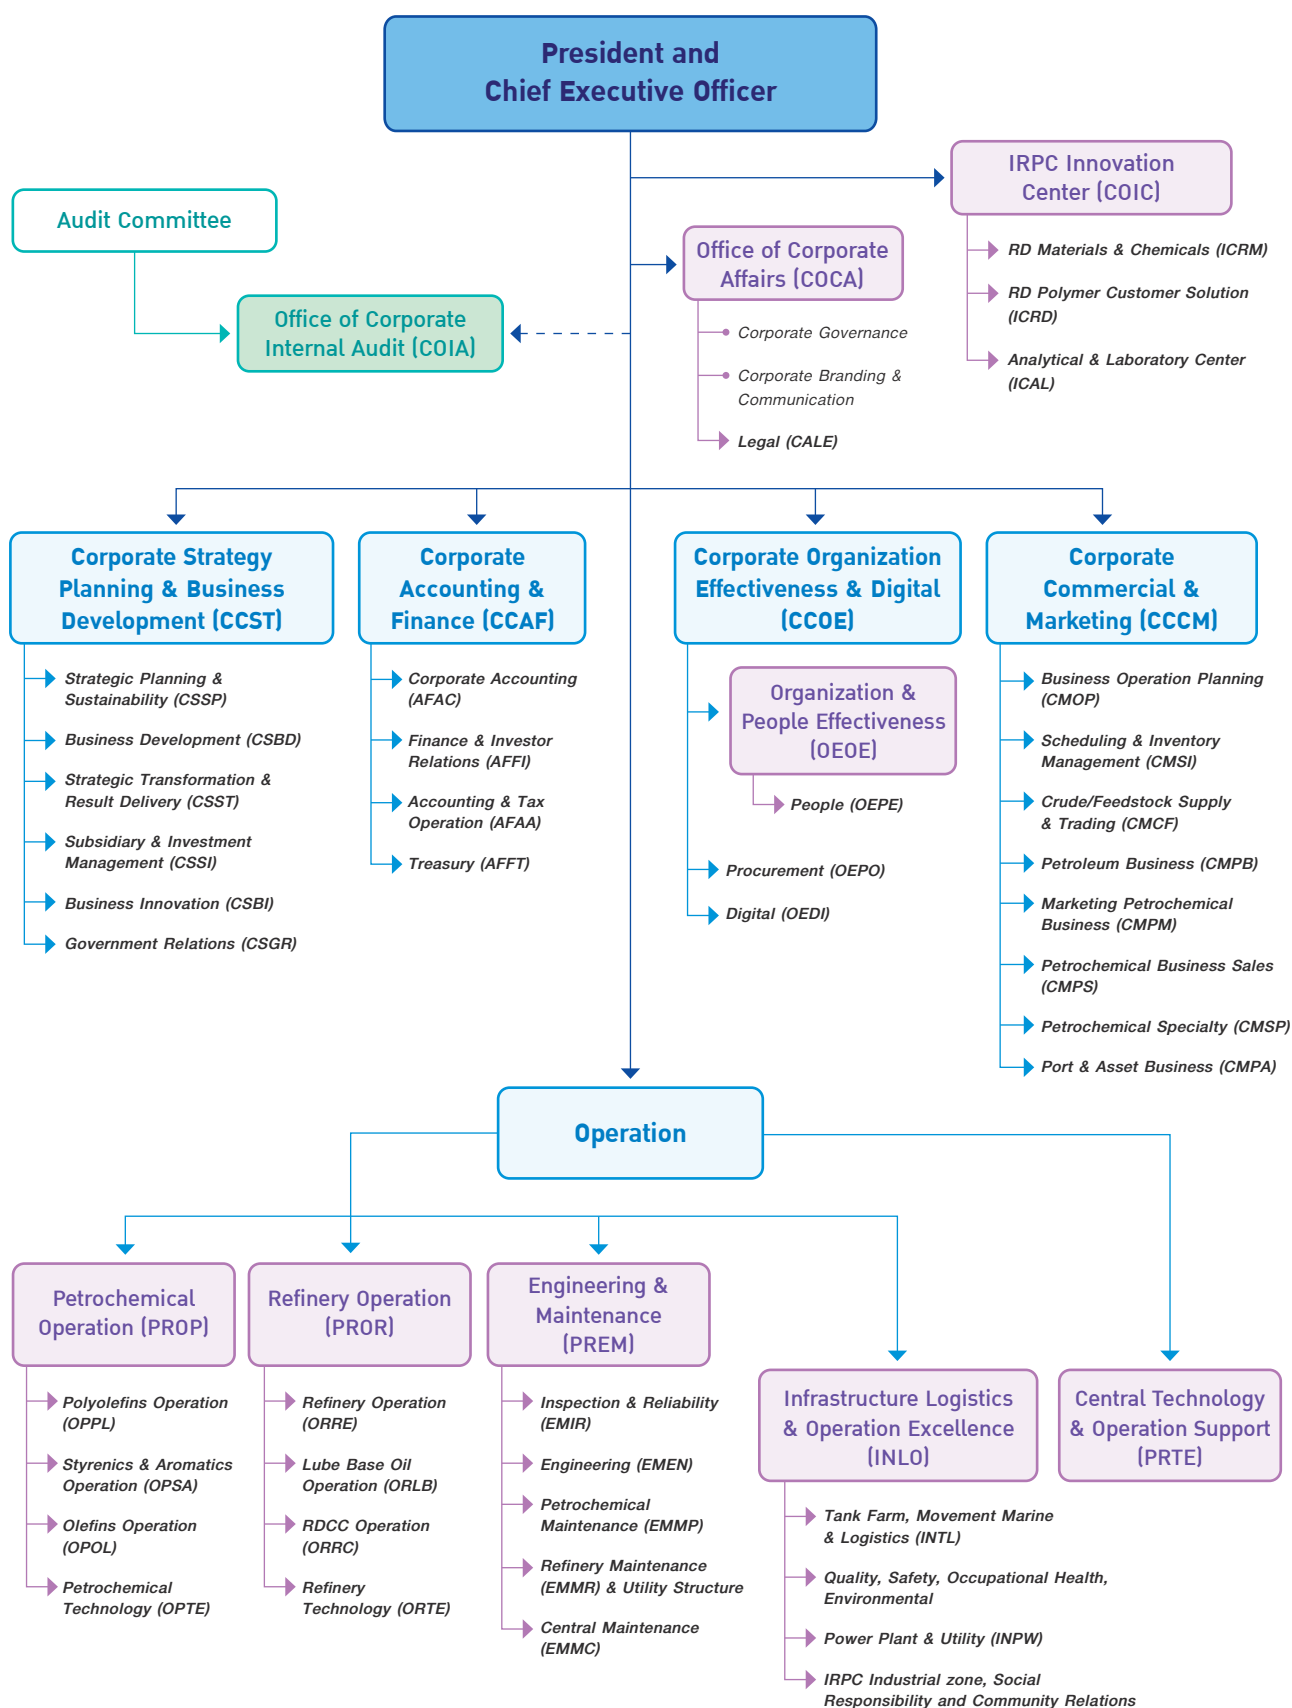 President and
Chief Executive Officer
IRPC Innovation
Center (COIC)
RD Materials & Chemicals (ICRM)
RD Polymer Customer Solution
(ICRD)
Analytical & Laboratory Center
(ICAL)
Audit Committee
Office of Corporate
Internal Audit (COIA)
Office of Corporate
Affairs (COCA)
Corporate Governance
Corporate Branding &
Communication
Legal (CALE)
Corporate Strategy
Planning & Business
Development (CCST)
Strategic Planning &
Sustainability (CSSP)
Business Development (CSBD)
Strategic Transformation &
Result Delivery (CSST)
Subsidiary & Investment
Management (CSSI)
Business Innovation (CSBI)
Government Relations (CSGR)
Corporate
Accounting &
Finance (CCAF)
Corporate Accounting
(AFAC)
Finance & Investor
Relations (AFFI)
Accounting & Tax
Operation (AFAA)
Treasury (AFFT)
Corporate Organization
Effectiveness & Digital
(CCOE)
Organization &
People Effectiveness
(OEOE)
People (OEPE)
Procurement (OEPO)
Digital (OEDI)
Corporate
Commercial &
Marketing (CCCM)
Business Operation Planning
(CMOP)
Scheduling & Inventory
Management (CMSI)
Crude/Feedstock Supply
& Trading (CMCF)
Petroleum Business (CMPB)
Marketing Petrochemical
Business (CMPM)
Petrochemical Business Sales
(CMPS)
Petrochemical Specialty (CMSP)
Port & Asset Business (CMPA)
Operation
Petrochemical
Operation (PROP)
Polyolefins Operation
(OPPL)
Styrenics & Aromatics
Operation (OPSA)
Olefins Operation
(OPOL)
Petrochemical
Technology (OPTE)
Refinery Operation
(PROR)
Refinery Operation
(ORRE)
Lube Base Oil
Operation (ORLB)
RDCC Operation
(ORRC)
Refinery
Technology (ORTE)
Engineering &
Maintenance
(PREM)
Inspection & Reliability
(EMIR)
Engineering (EMEN)
Petrochemical
Maintenance (EMMP)
Refinery Maintenance
(EMMR) & Utility Structure
Central Maintenance
(EMMC)
Infrastructure Logistics
& Operation Excellence
(INLO)
Tank Farm, Movement Marine
& Logistics (INTL)
Quality, Safety, Occupational Health,
Environmental
Power Plant & Utility (INPW)
IRPC Industrial zone, Social
Responsibility and Community Relations
Central Technology
& Operation Support
(PRTE)